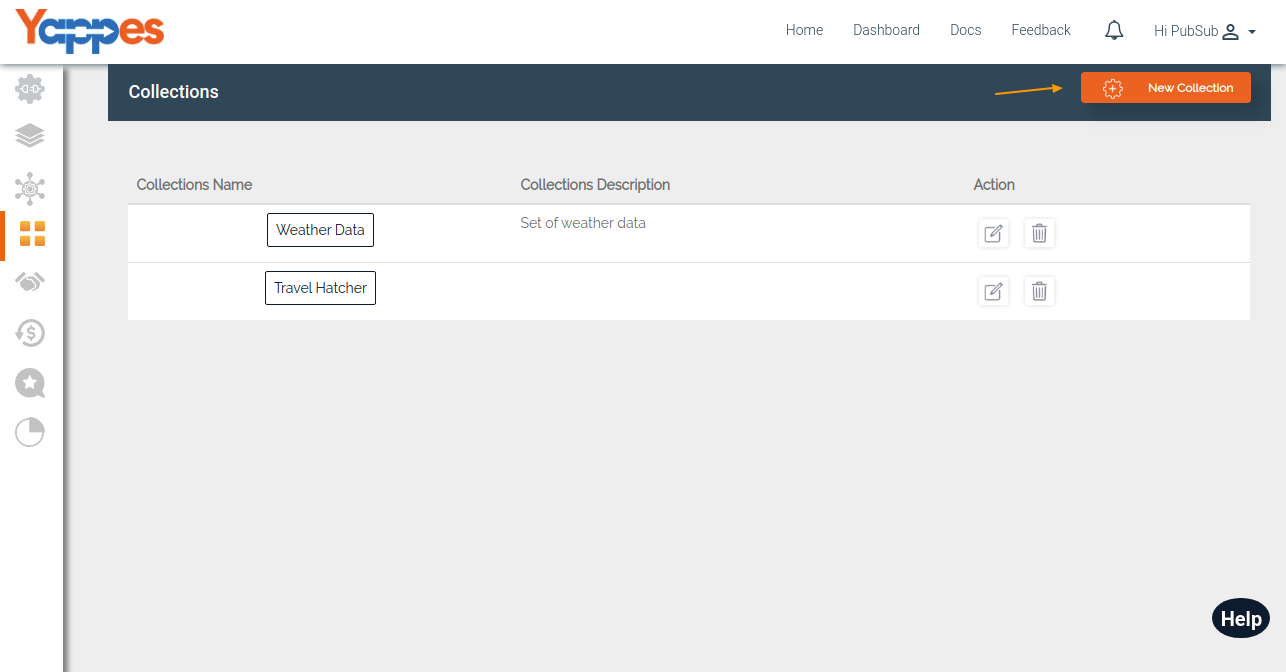 Yappes
Home Dashboard Docs Feedback Hi PubSub
Collections
New Collection
Collections Name Collections Description Action
Weather Data Set of weather data
Travel Hatcher
Help